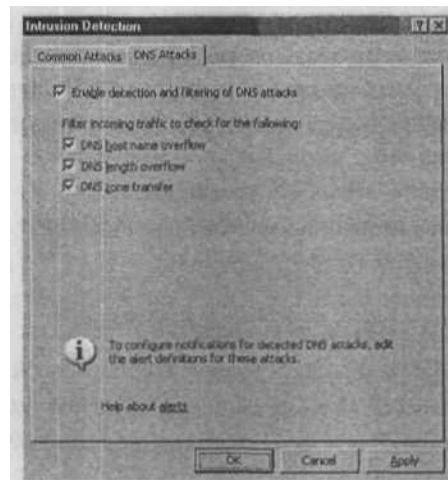 Intrusion Detection
Common Attacks DNS Attacks
Enable detection and filtering of DNS attacks
Filter incoming traffic to check for the following:
DNS host name overflow
DNS length overflow
DNS zone transfer
To configure notifications for detected DNS attacks, edit
the alert definitions for these attacks.
Help about alerts
OK Cancel Apply